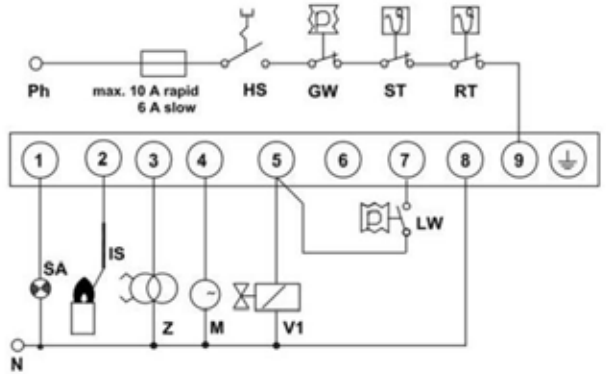 Ph
max. 10 A rapid
6 A slow
HS
GW
ST
RT
1 2 3 4 5 6 7 8 9
P
LW
SA
IS
Z
M
V1
N